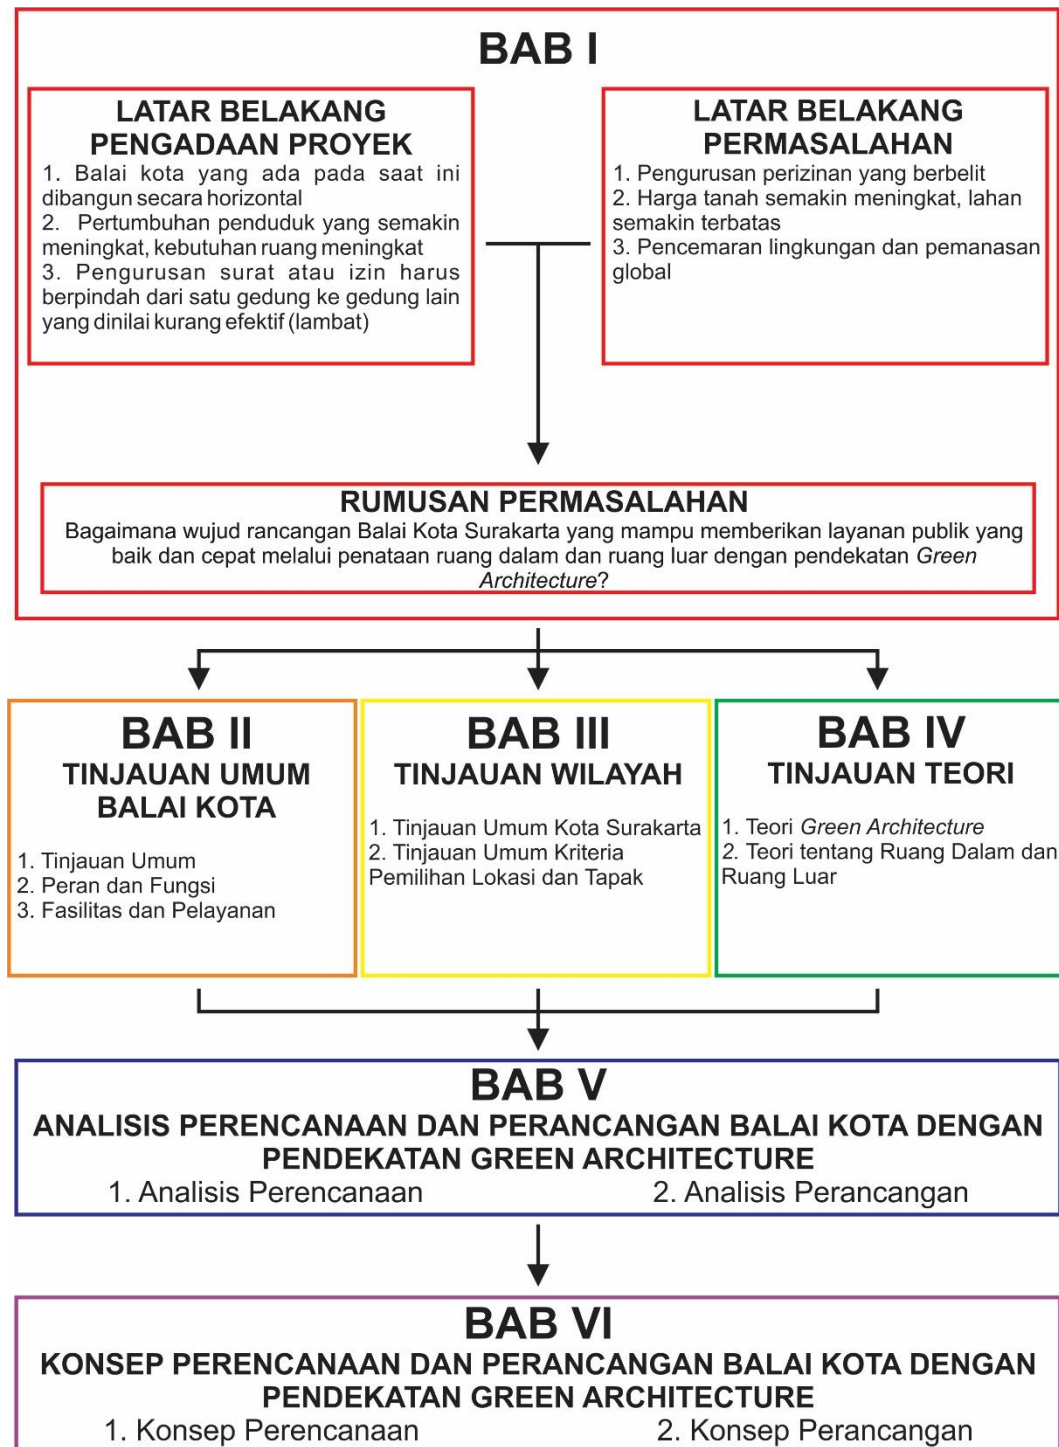 BAB I
LATAR BELAKANG
PENGADAAN PROYEK
1. Balai kota yang ada pada saat ini
dibangun secara horizontal
2. Pertumbuhan penduduk yang semakin
meningkat, kebutuhan ruang meningkat
3. Pengurusan surat atau izin harus
berpindah dari satu gedung ke gedung lain
yang dinilai kurang efektif (lambat)
LATAR BELAKANG
PERMASALAHAN
1. Pengurusan perizinan yang berbelit
2. Harga tanah semakin meningkat, lahan
semakin terbatas
3. Pencemaran lingkungan dan pemanasan
global
RUMUSAN PERMASALAHAN
Bagaimana wujud rancangan Balai Kota Surakarta yang mampu memberikan layanan publik yang
baik dan cepat melalui penataan ruang dalam dan ruang luar dengan pendekatan Green
Architecture?
BAB II
TINJAUAN UMUM
BALAI KOTA
1. Tinjauan Umum
2. Peran dan Fungsi
3. Fasilitas dan Pelayanan
BAB III
TINJAUAN WILAYAH
1. Tinjauan Umum Kota Surakarta
2. Tinjauan Umum Kriteria
Pemilihan Lokasi dan Tapak
BAB IV
TINJAUAN TEORI
1. Teori Green Architecture
2. Teori tentang Ruang Dalam dan
Ruang Luar
BAB V
ANALISIS PERENCANAAN DAN PERANCANGAN BALAI KOTA DENGAN
PENDEKATAN GREEN ARCHITECTURE
1. Analisis Perencanaan 2. Analisis Perancangan
BAB VI
KONSEP PERENCANAAN DAN PERANCANGAN BALAI KOTA DENGAN
PENDEKATAN GREEN ARCHITECTURE
1. Konsep Perencanaan 2. Konsep Perancangan